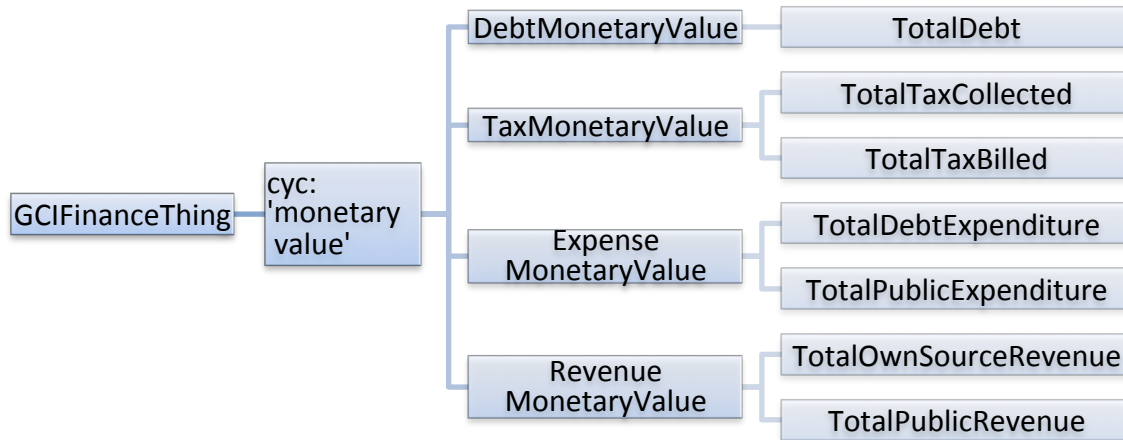 GCIFinanceThing
cyc:
'monetary
value'
DebtMonetaryValue
TotalDebt
TaxMonetaryValue
TotalTaxCollected
TotalTaxBilled
Expense
MonetaryValue
TotalDebtExpenditure
TotalPublicExpenditure
Revenue
MonetaryValue
TotalOwnSourceRevenue
TotalPublicRevenue